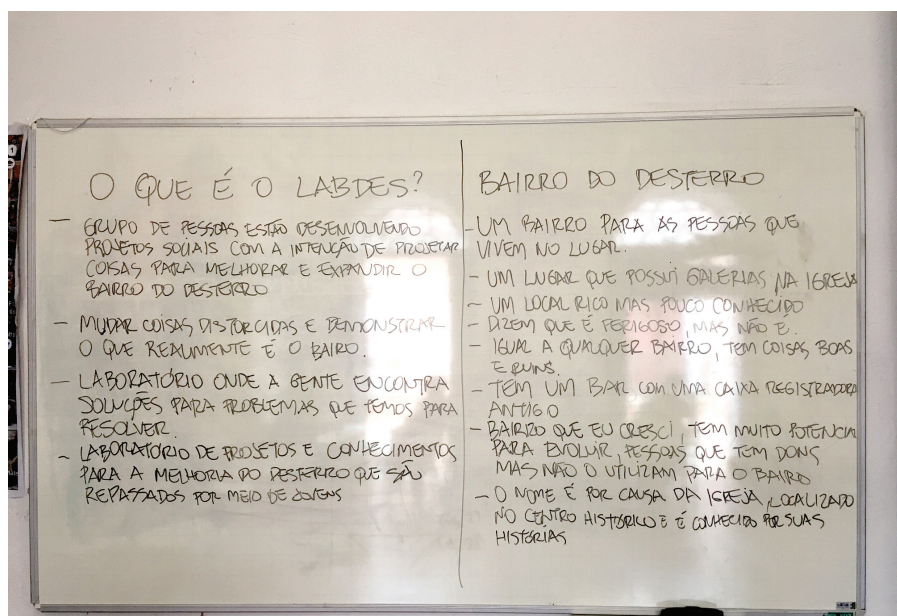 O QUE É O LABDES?
— GRUPO DE PESSOAS ESTÃO DESENVOLVENDO
PROJETOS SOCIAIS COM A INTENÇÃO DE PROJETAR
COISAS PARA MELHORAR E EXPANDIR O
BAIRRO DO DESTERRO
— MUDAR COISAS DISTORCIDAS E DEMONSTRAR
O QUE REALMENTE É O BAIRO.
— LABORATÓRIO ONDE A GENTE ENCONTRA
SOLUÇÕES PARA PROBLEMAS QUE TEMOS PARA
RESOLVER.
- LABORATÓRIO DE PROJETOS E CONHECIMENTOS
PARA A MELHORIA DO DESTERRO QUE SÃO
REPASSADOS POR MEIO DE JOVENS
BAIRRO DO DESTERRO
- UM BAIRRO PARA AS PESSOAS QUE
VIVEM NO LUGAR.
- UM LUGAR QUE POSSUI GALERIAS NA IGREJA
- UM LOCAL RICO MAS POUCO CONHECIDO
- DIZEM QUE É PERIGOSO, MAS NÃO E.
- IGUAL A QUALQUER BAIRRO, TEM COISAS BOAS
E RUINS.
- TEM UM BAR COM UMA CAIXA REGISTRADORA
ANTIGO
- BAIRRO QUE EU CRESCI, TEM MUITO POTENCIAL
PARA EVOLUIR, PESSOAS QUE TEM DONS
MAS NÃO O UTILIZAM PARA O BAIRO
- O NOME É POR CAUSA DA IGREJA, LOCALIZADO
NO CENTRO HISTÓRICO E É CONHECIDO POR SUAS
HISTÓRIAS